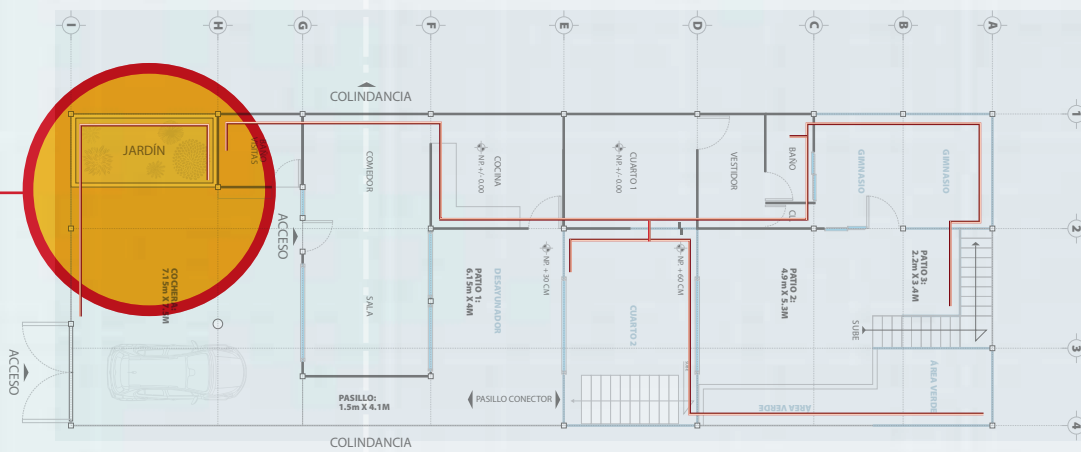 I
H
G
F
E
D
C
B
A
COLINDANCIA
1
2
3
4
JARDÍN
COMEDOR
COCINA
NP. +/- 0.00
CUARTO 1
NP. +/- 0.00
VESTIDOR
BAÑO
CL
GIMNASIO
GIMNASIO
ACCESO
COCHERA:
SALA
PATIO 1:
6.15m X 4M
DESAYUNADOR
NP. + 30 CM
CUARTO 2
NP. + 60 CM
PATIO 2:
4.9m X 5.3M
PATIO 3:
2.2m X 3.4M
SUBE
ÁREA VERDE
ÁREA VERDE
ACCESO
PASILLO:
1.5m X 4.1M
PASILLO CONECTOR
COLINDANCIA